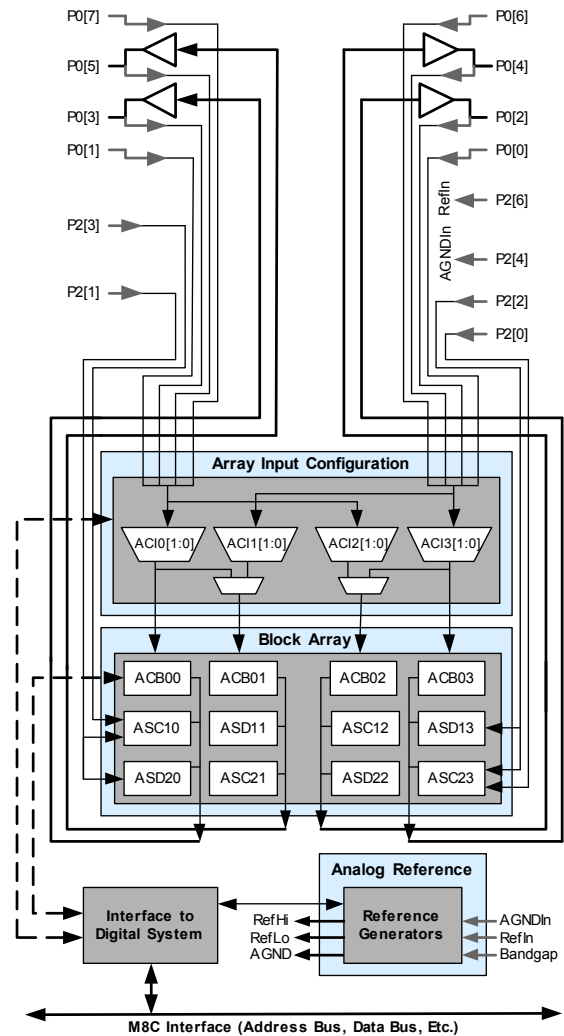 P0[7]
P0[6]
P0[5]
P0[4]
P0[3]
P0[2]
P0[1]
P0[0]
P2[3]
AGNDIn RefIn
P2[6]
P2[4]
P2[1]
P2[2]
P2[0]
Array Input Configuration
ACI0[1:0]
ACI1[1:0]
ACI2[1:0]
ACI3[1:0]
Block Array
ACB00
ACB01
ACB02
ACB03
ASC10
ASD11
ASC12
ASD13
ASD20
ASC21
ASD22
ASC23
Analog Reference
Interface to
Digital System
RefHi
RefLo
AGND
Reference
Generators
AGNDIn
RefIn
Bandgap
M8C Interface (Address Bus, Data Bus, Etc.)